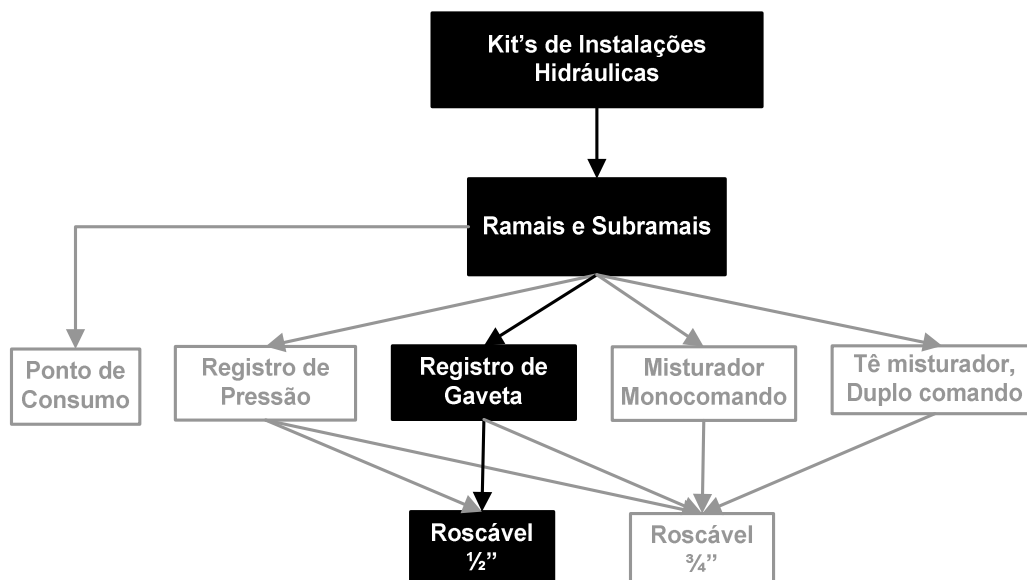 Kit’s de Instalações
Hidráulicas
Ramais e Subramais
Ponto de
Consumo
Registro de
Pressão
Registro de
Gaveta
Misturador
Monocomando
Tê misturador,
Duplo comando
Roscável
½”
Roscável
¾”